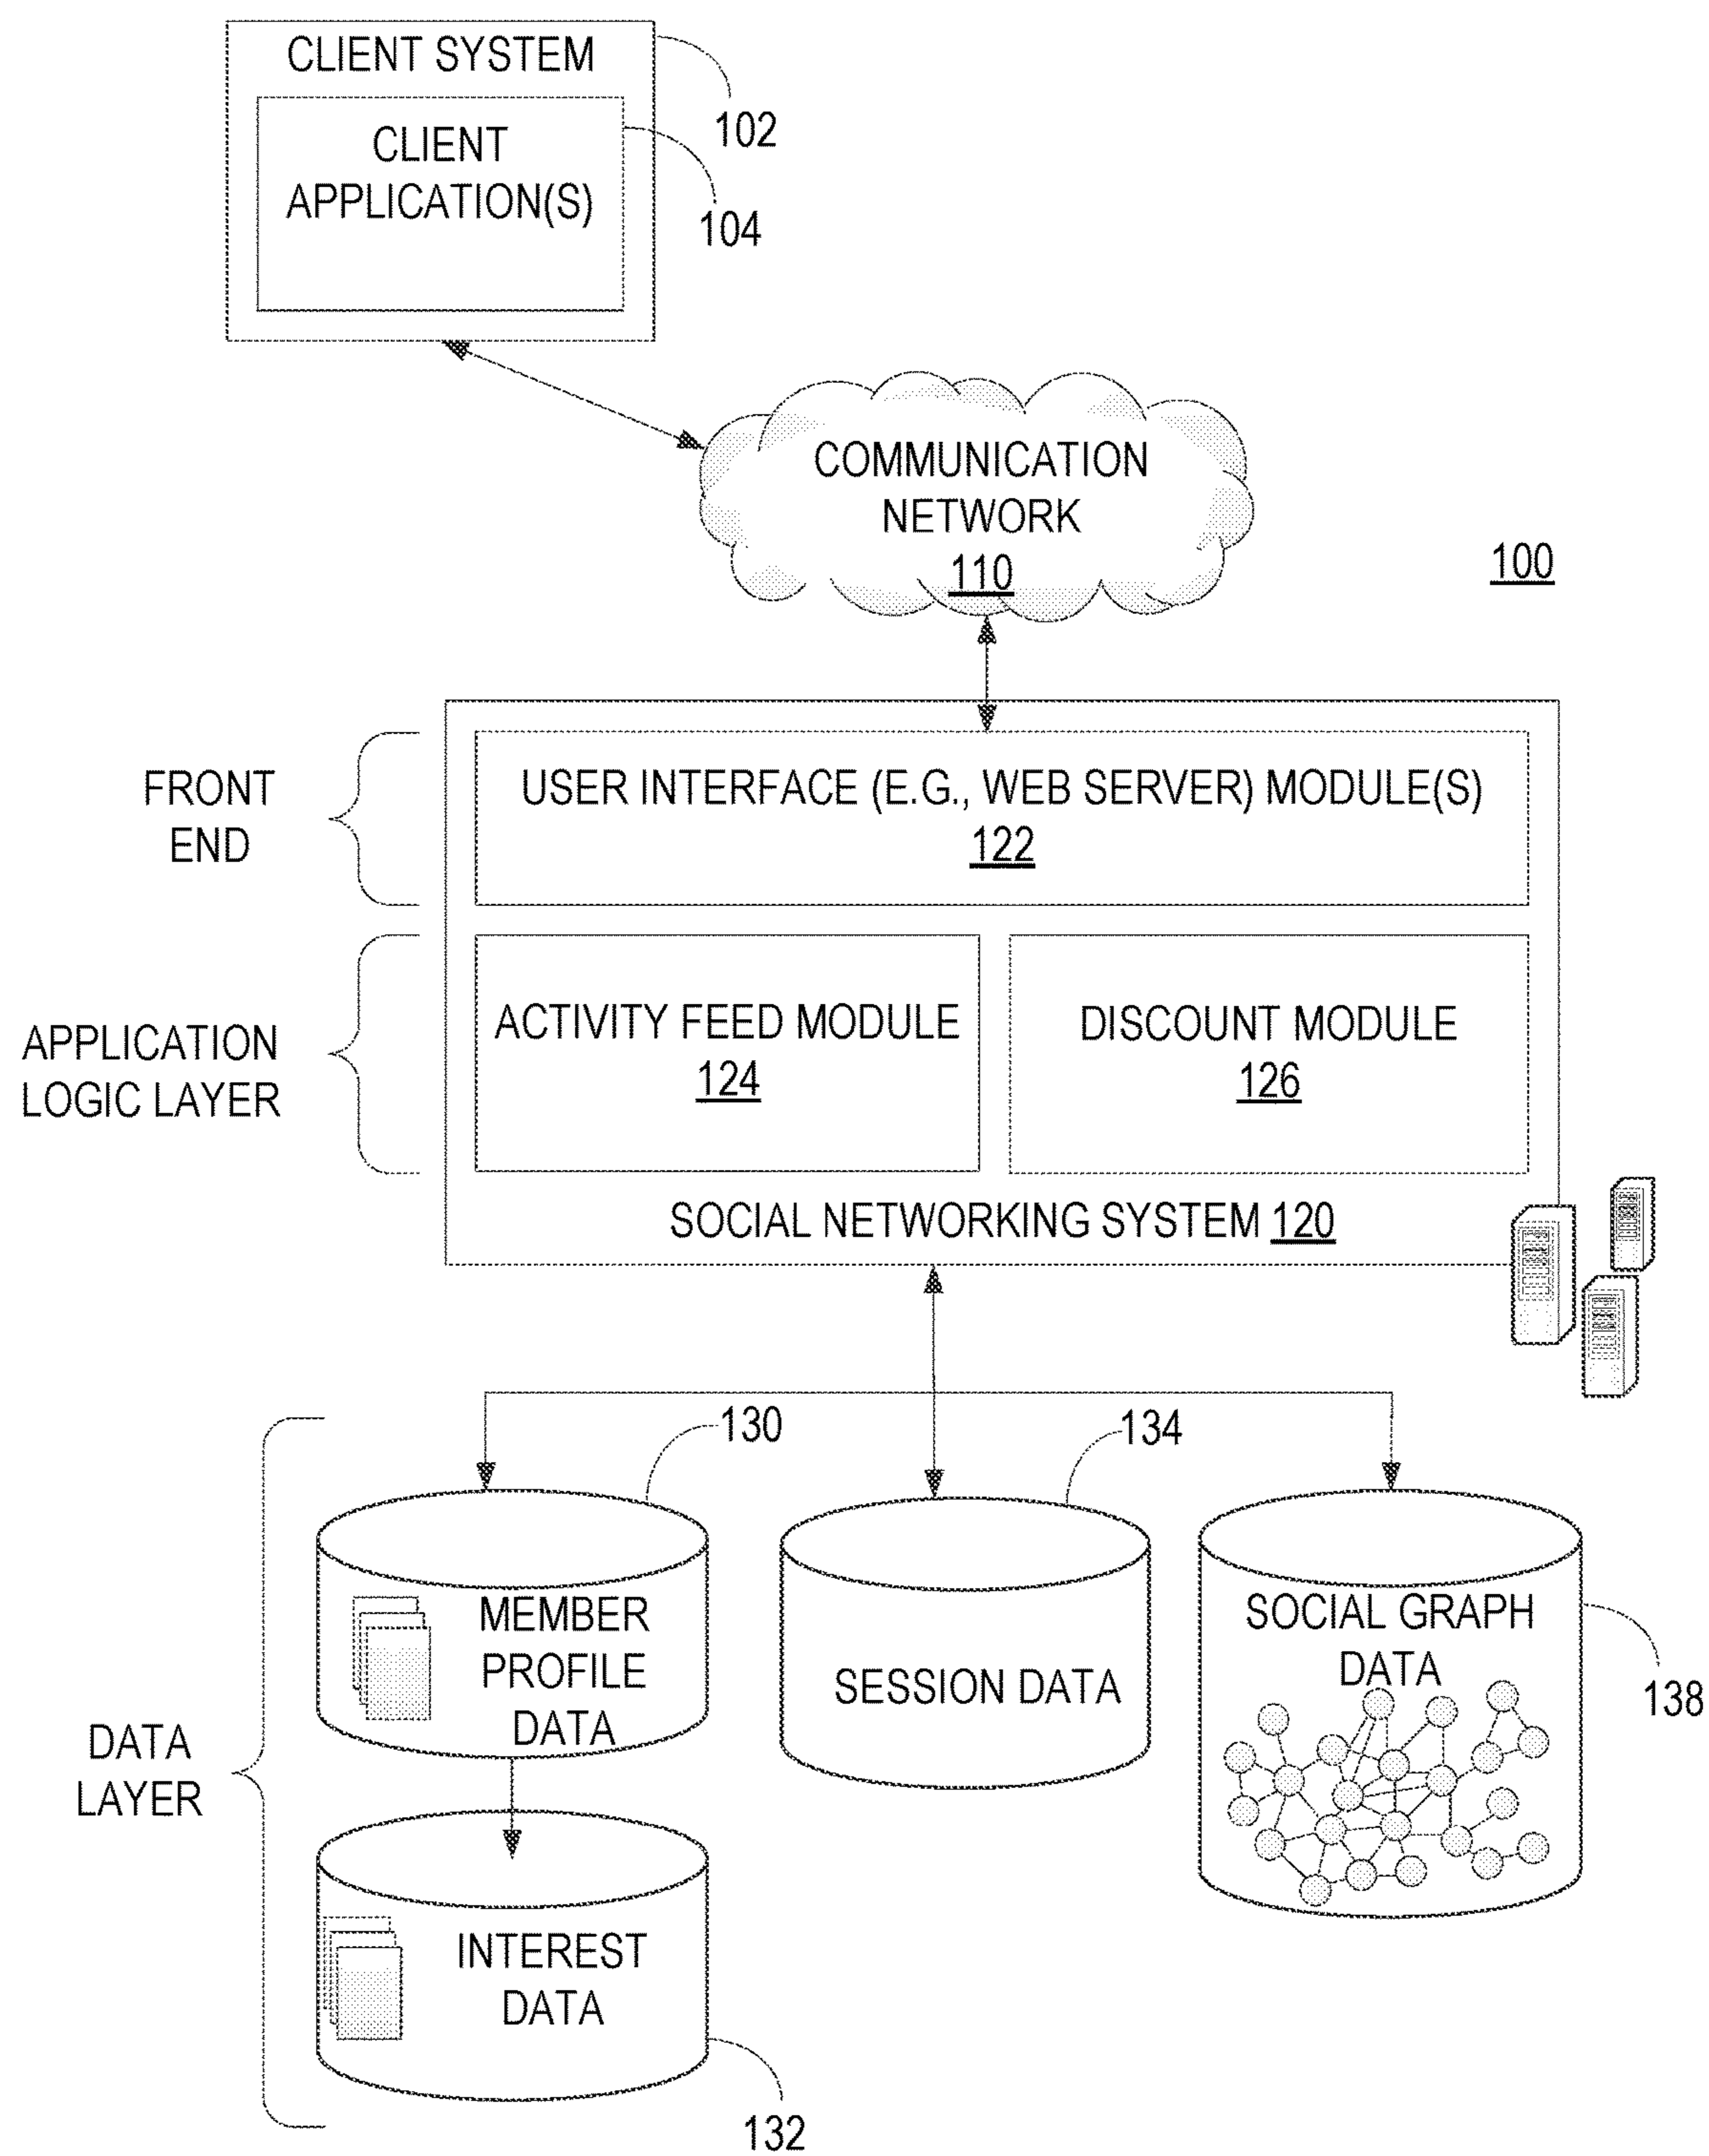 CLIENT SYSTEM
102
CLIENT
APPLICATION(S)
104
COMMUNICATION
NETWORK
110
100
FRONT
END
USER INTERFACE (E.G., WEB SERVER) MODULE(S)
122
APPLICATION
LOGIC LAYER
ACTIVITY FEED MODULE
124
DISCOUNT MODULE
126
SOCIAL NETWORKING SYSTEM 120
130
134
138
DATA
LAYER
MEMBER
PROFILE
DATA
SESSION DATA
SOCIAL GRAPH
DATA
INTEREST
DATA
132